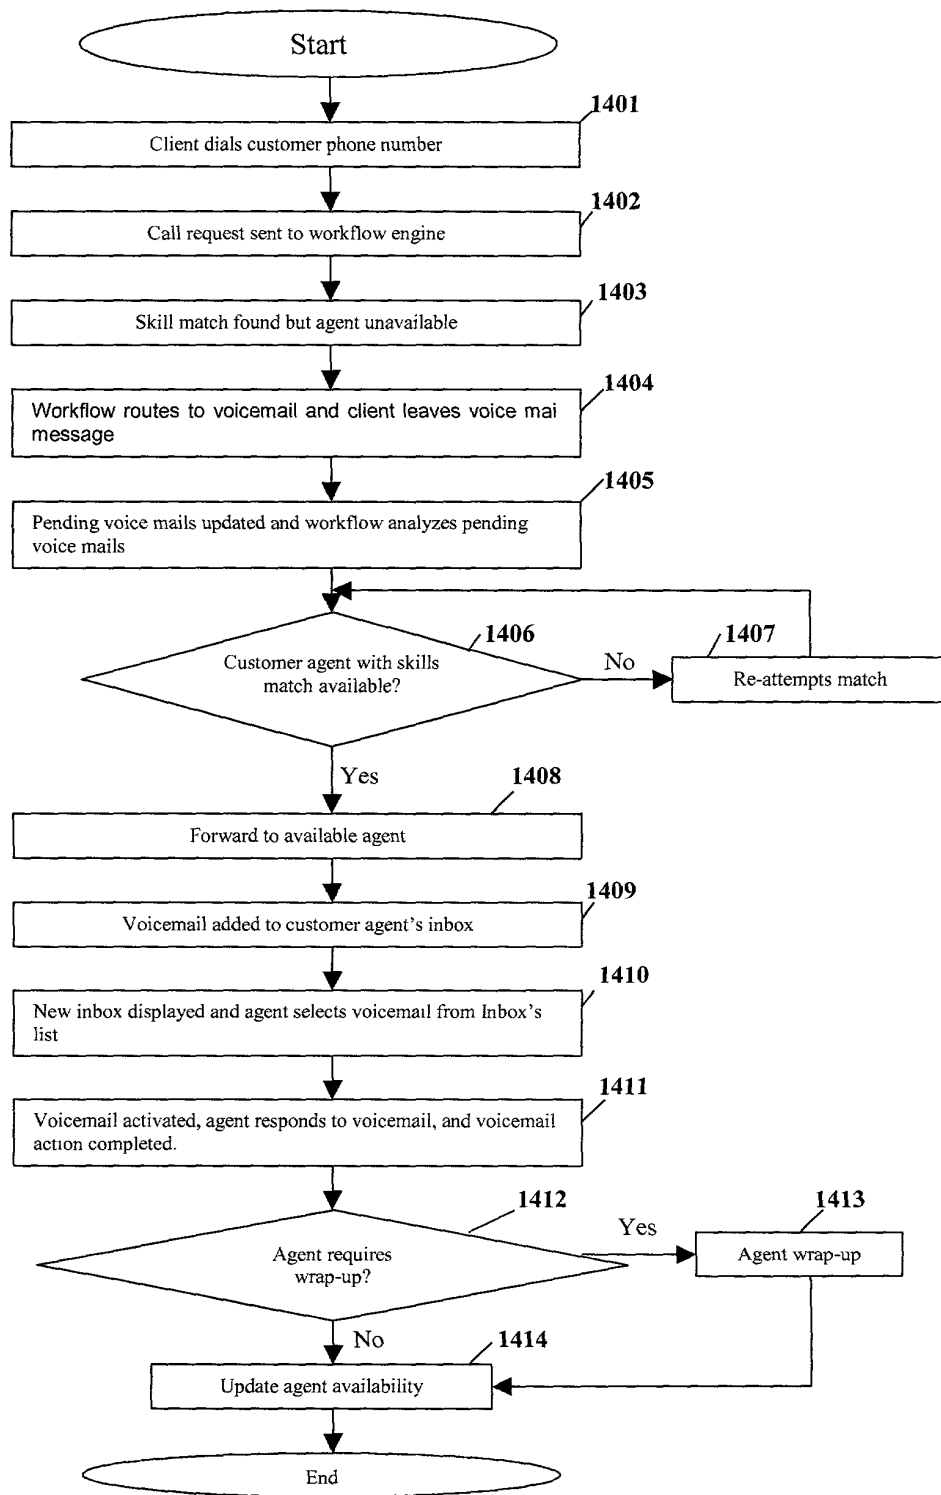 Start
1401
Client dials customer phone number
1402
Call request sent to workflow engine
1403
Skill match found but agent unavailable
1404
Workflow routes to voicemail and client leaves voice mai
message
1405
Pending voice mails updated and workflow analyzes pending
voice mails
1406
Customer agent with skills
match available?
No
1407
Re-attempts match
Yes
1408
Forward to available agent
1409
Voicemail added to customer agent's inbox
1410
New inbox displayed and agent selects voicemail from Inbox's
list
1411
Voicemail activated, agent responds to voicemail, and voicemail
action completed.
1412
Agent requires
wrap-up?
Yes
1413
Agent wrap-up
No
1414
Update agent availability
End